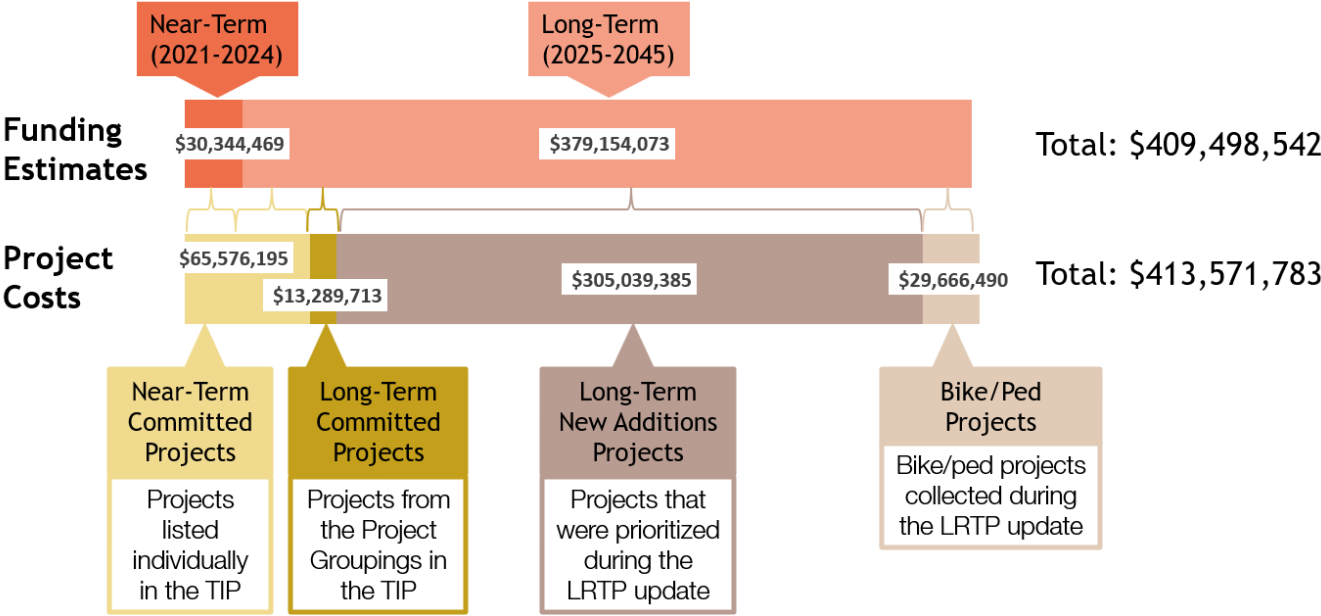 Near-Term
(2021-2024)
Long-Term
(2025-2045)
Funding
Estimates
$30,344,469
$379,154,073
Total: $409,498,542
Project
Costs
$65,576,195
$13,289,713
$305,039,385
$29,666,490
Total: $413,571,783
Near-Term
Committed
Projects
Projects
listed
individually
in the TIP
Long-Term
Committed
Projects
Projects from
the Project
Groupings in
the TIP
Long-Term
New Additions
Projects
Projects that
were prioritized
during the
LRTP update
Bike/Ped
Projects
Bike/ped projects
collected during
the LRTP update